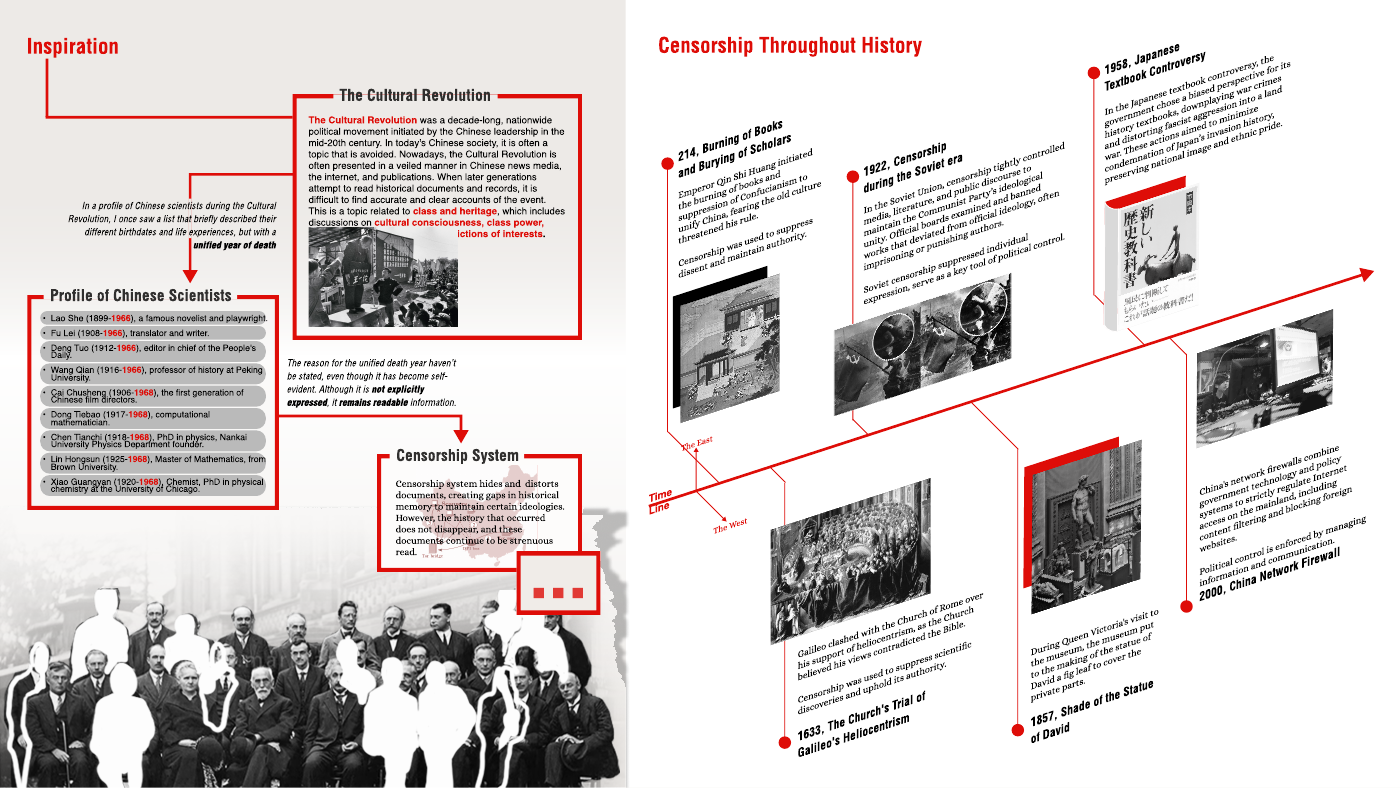 Inspiration
The Cultural Revolution
The Cultural Revolution was a decade-long, nationwide
political movement initiated by the Chinese leadership in the
mid-20th century. In today's Chinese society, it is often a
topic that is avoided. Nowadays, the Cultural Revolution is
often presented in a veiled manner in Chinese news media,
the internet, and publications. When later generations
attempt to read historical documents and records, it is
difficult to find accurate and clear accounts of the event.
This is a topic related to class and heritage, which includes
discussions on cultural consciousness, class power,
ictions of interests.
In a profile of Chinese scientists during the Cultural
Revolution, I once saw a list that briefly described their
different birthdates and life experiences, but with a
unified year of death
Profile of Chinese Scientists
• Lao She (1899-1966), a famous novelist and playwright.
• Fu Lei (1908-1966), translator and writer.
• Deng Tuo (1912-1966), editor in chief of the People's
Daily.
• Wang Qian (1916-1966), professor of history at Peking
University.
• Cai Chusheng (1906-1968), the first generation of
Chinese film directors.
• Dong Tiebao (1917-1968), computational
mathematician.
• Chen Tianchi (1918-1968), PhD in physics, Nankai
University Physics Department founder.
• Lin Hongsun (1925-1968), Master of Mathematics, from
Brown University.
• Xiao Guangyan (1920-1968), Chemist, PhD in physical
chemistry at the University of Chicago.
The reason for the unified death year haven't
be stated, even though it has become self-
evident. Although it is not explicitly
expressed, it remains readable information.
Censorship System
Censorship system hides and distorts
documents, creating gaps in historical
memory to maintain certain ideologies.
However, the history that occurred
does not disappear, and these
documents continue to be strenuous
read.
Censorship Throughout History
214, Burning of Books
and Burying of Scholars
Emperor Qin Shi Huang initiated
the burning of books and
suppression of Confucianism to
unify China, fearing the old culture
threatened his rule.
Censorship was used to suppress
dissent and maintain authority.
1922, Censorship
during the Soviet era
In the Soviet Union, censorship tightly controlled
media, literature, and public discourse to
maintain the Communist Party's ideological
unity. Official boards examined and banned
works that deviated from official ideology, often
imprisoning or punishing authors.
Soviet censorship suppressed individual
expression, serve as a key tool of political control.
1958, Japanese
Textbook Controversy
In the Japanese textbook controversy, the
government chose a biased perspective for its
history textbooks, downplaying war crimes
and distorting fascist aggression into a land
war. These actions aimed to minimize
condemnation of Japan's invasion history,
preserving national image and ethnic pride.
新しい
歴史教科書
The East
Time
Line
The West
Galileo clashed with the Church of Rome over
his support of heliocentrism, as the Church
believed his views contradicted the Bible.
Censorship was used to suppress scientific
discoveries and uphold its authority.
1633, The Church's Trial of
Galileo's Heliocentrism
During Queen Victoria's visit to
the museum, the museum put
to the making of the statue of
David a fig leaf to cover the
private parts.
1857, Shade of the Statue
of David
China's network firewalls combine
government technology and policy
systems to strictly regulate Internet
access on the mainland, including
content filtering and blocking foreign
websites.
Political control is enforced by managing
information and communication.
2000, China Network Firewall